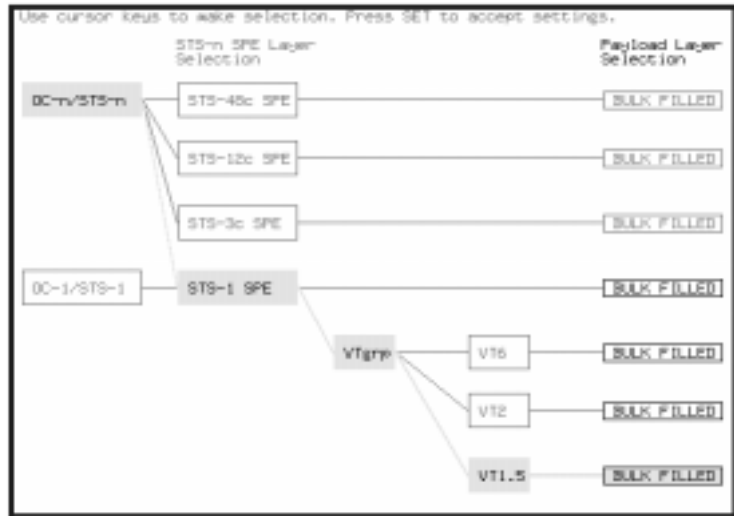 Use cursor keys to make selection. Press SET to accept settings.
STS-n SPE Layer
Selection
Payload Layer
Selection
OC-n/STS-n
STS-48c SPE
BULK FILLED
STS-12c SPE
BULK FILLED
STS-3c SPE
BULK FILLED
OC-1/STS-1
STS-1 SPE
BULK FILLED
VTgrp
VT6
BULK FILLED
VT2
BULK FILLED
VT1.5
BULK FILLED